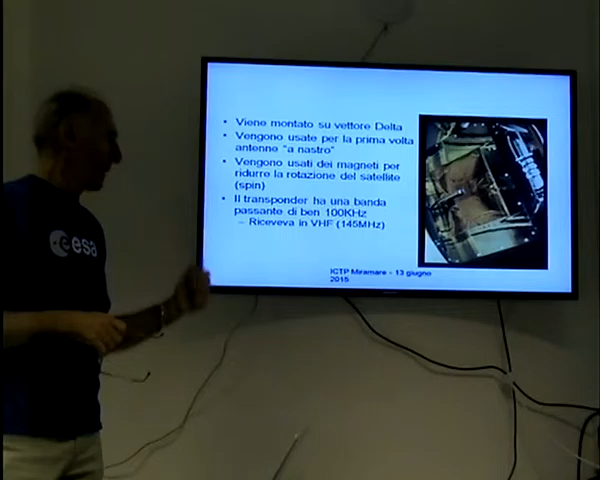 • Viene montato su vettore Delta
• Vengono usate per la prima volta
antenne "a nastro"
• Vengono usati dei magneti per
ridurre la rotazione del satellite
(spin)
• Il transponder ha una banda
passante di ben 100KHz
– Riceveva in VHF (145MHz)
ICTP Miramare - 13 giugno
2015
esa